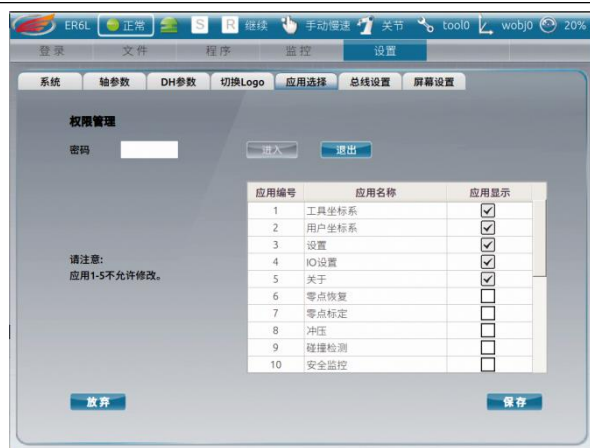 ER6L 正常 S R 继续 手动慢速 关节 tool0 wobj0 20%
登录 文件 程序 监控 设置
系统 轴参数 DH参数 切换Logo 应用选择 总线设置 屏幕设置
权限管理
密码 进入 退出
应用编号 应用名称 应用显示
1 工具坐标系
2 用户坐标系
3 设置
4 IO设置
5 关于
6 零点恢复
7 零点标定
8 冲压
9 碰撞检测
10 安全监控
请注意:
应用1-5不允许修改。
放弃 保存